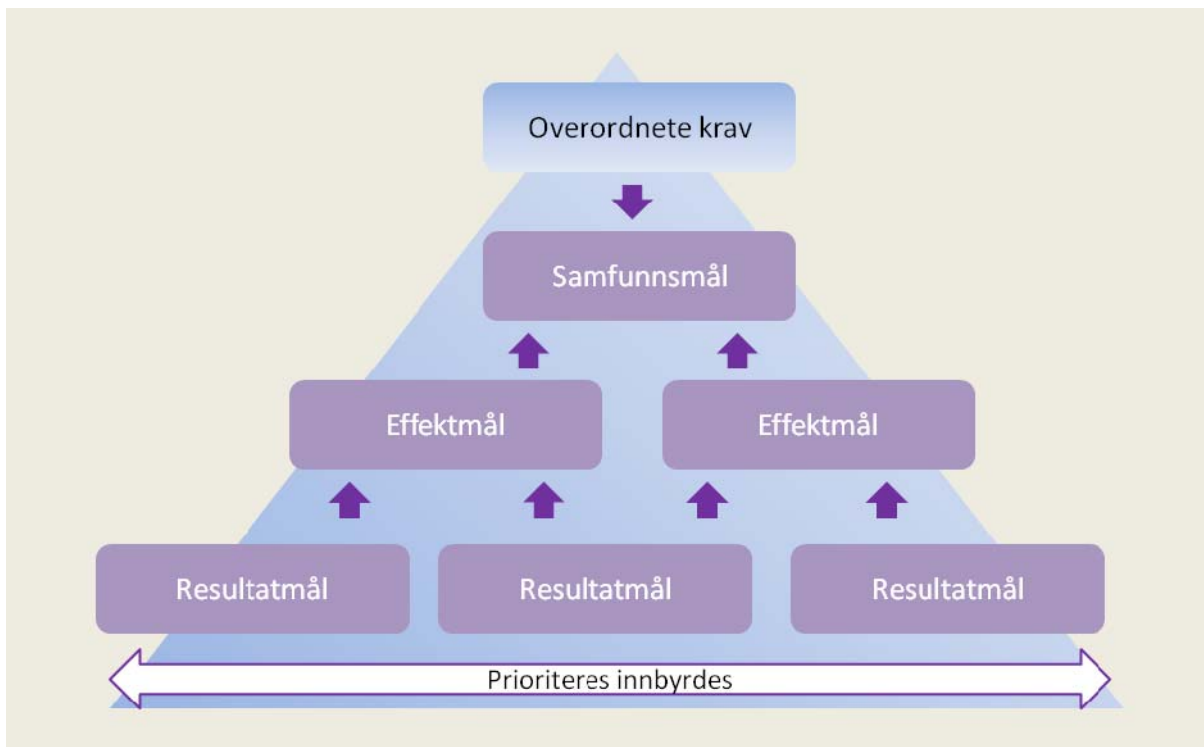 Overordnete krav
Samfunnsmål
Effektmål
Effektmål
Resultatmål
Resultatmål
Resultatmål
Prioriteres innbyrdes